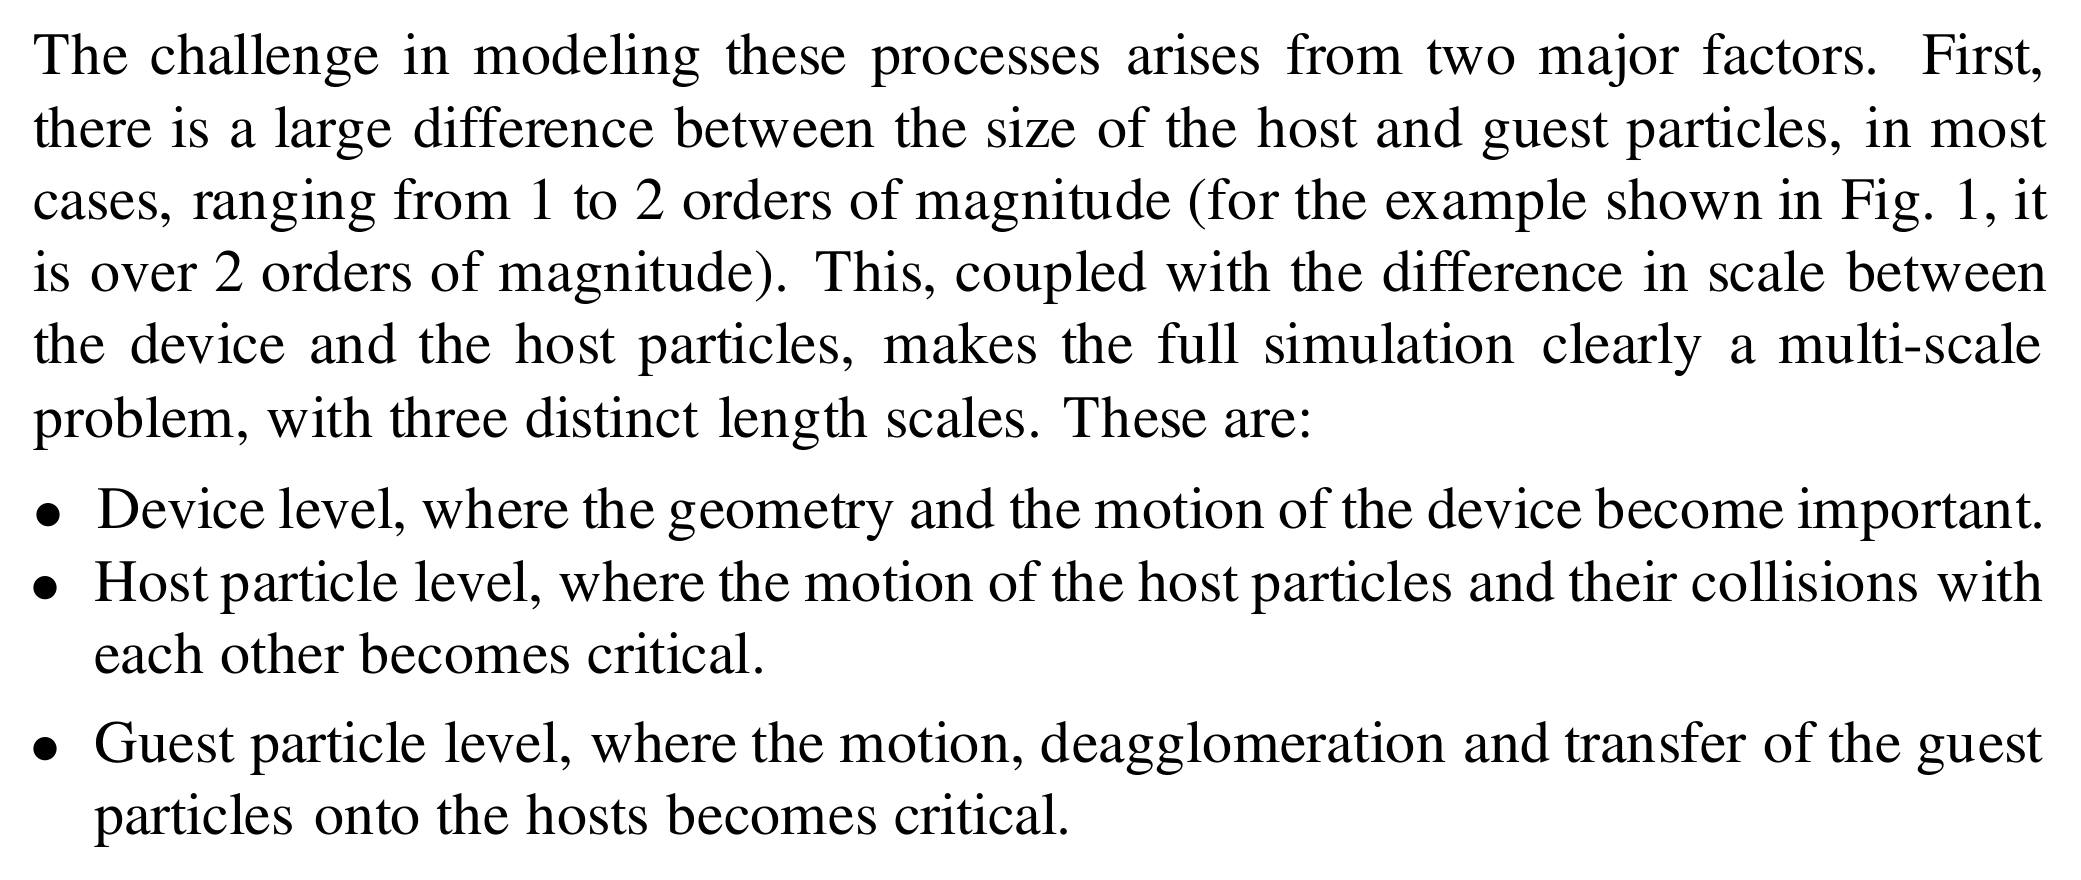 The challenge in modeling these processes arises from two major factors. First,
there is a large difference between the size of the host and guest particles, in most
cases, ranging from 1 to 2 orders of magnitude (for the example shown in Fig. 1, it
is over 2 orders of magnitude). This, coupled with the difference in scale between
the device and the host particles, makes the full simulation clearly a multi-scale
problem, with three distinct length scales. These are:
• Device level, where the geometry and the motion of the device become important.
• Host particle level, where the motion of the host particles and their collisions with
each other becomes critical.
• Guest particle level, where the motion, deagglomeration and transfer of the guest
particles onto the hosts becomes critical.